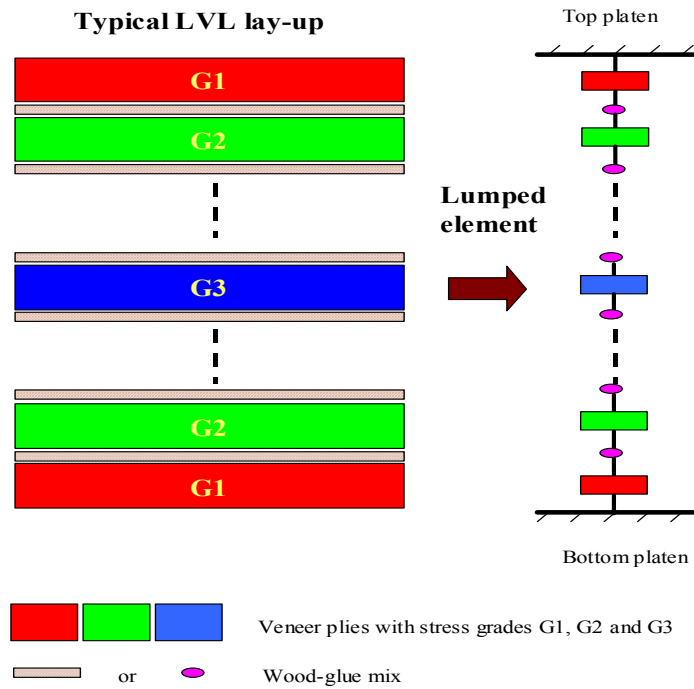 Typical LVL lay-up
Top platen
G1
G2
Lumped
element
G3
G2
G1
Bottom platen
Veneer plies with stress grades G1, G2 and G3
or
Wood-glue mix